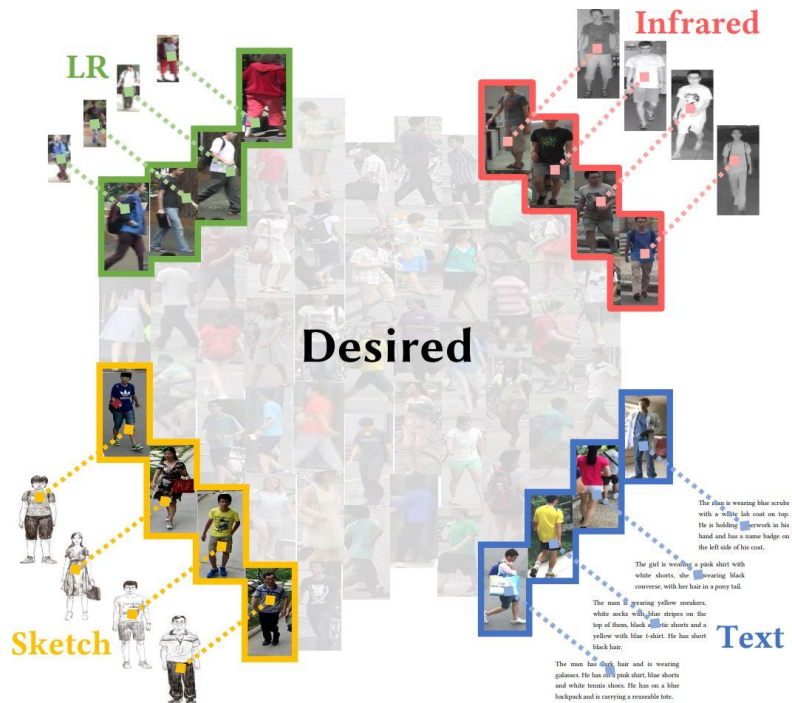 Infrared
LR
Desired
The man is wearing blue scrubs
with a white lab coat on top.
He is holding in his
hand and has a name badge on
the left side of his coat.
The girl is wearing a pink shirt with
white shorts, she wearing black
converse, with her hair in a pony tail.
The man is wearing yellow sneakers,
white socks with blue stripes on the
top of them, black shorts and a
yellow with blue t-shirt. He has short
black hair.
The man has dark hair and is wearing
galasses. He has on a pink shirt, blue shorts
and white tennis shoes. He has on a blue
backpack and is carrying a reuseable tote.
Sketch
Text